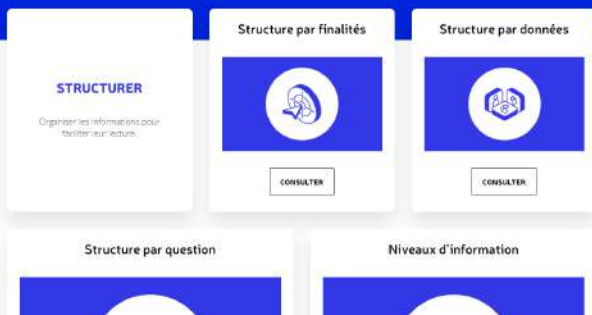 Structure par finalités
Structure par données
STRUCTURER
Organiser les informations pour
faciliter leur lecture.
CONSULTER
CONSULTER
Structure par question
Niveaux d'information